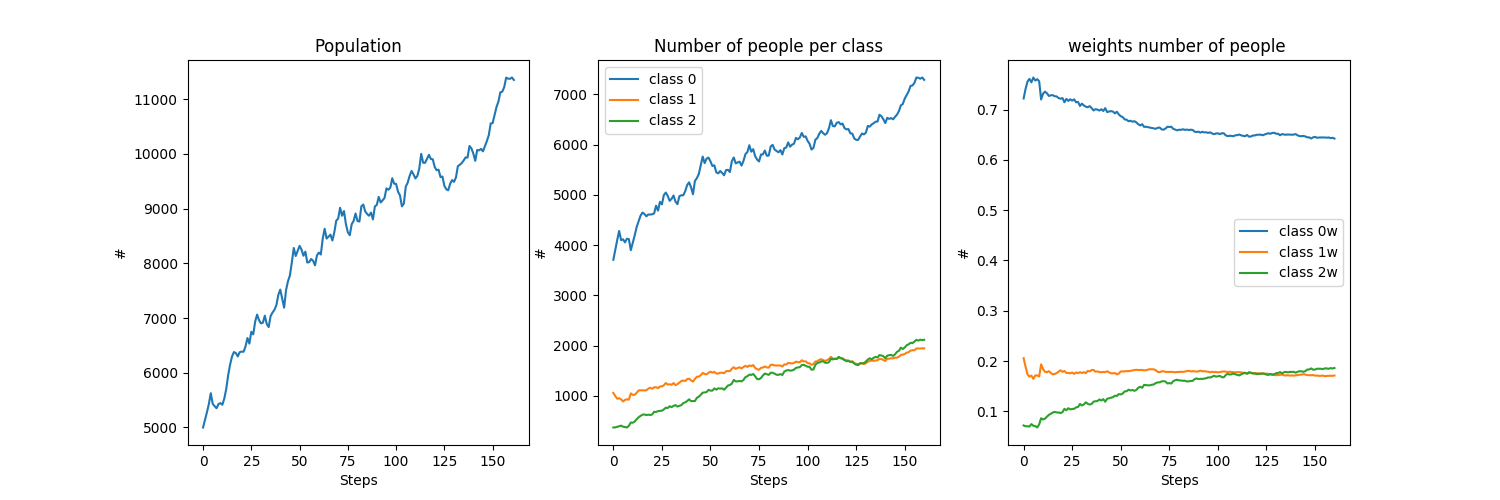 Population
11000
10000
9000
8000
7000
6000
5000
#
0 25 50 75 100 125 150
Steps
Number of people per class
class 0
class 1
class 2
7000
6000
5000
4000
3000
2000
1000
#
0 25 50 75 100 125 150
Steps
weights number of people
0.7
0.6
0.5
0.4
0.3
0.2
0.1
#
class 0w
class 1w
class 2w
0 25 50 75 100 125 150
Steps